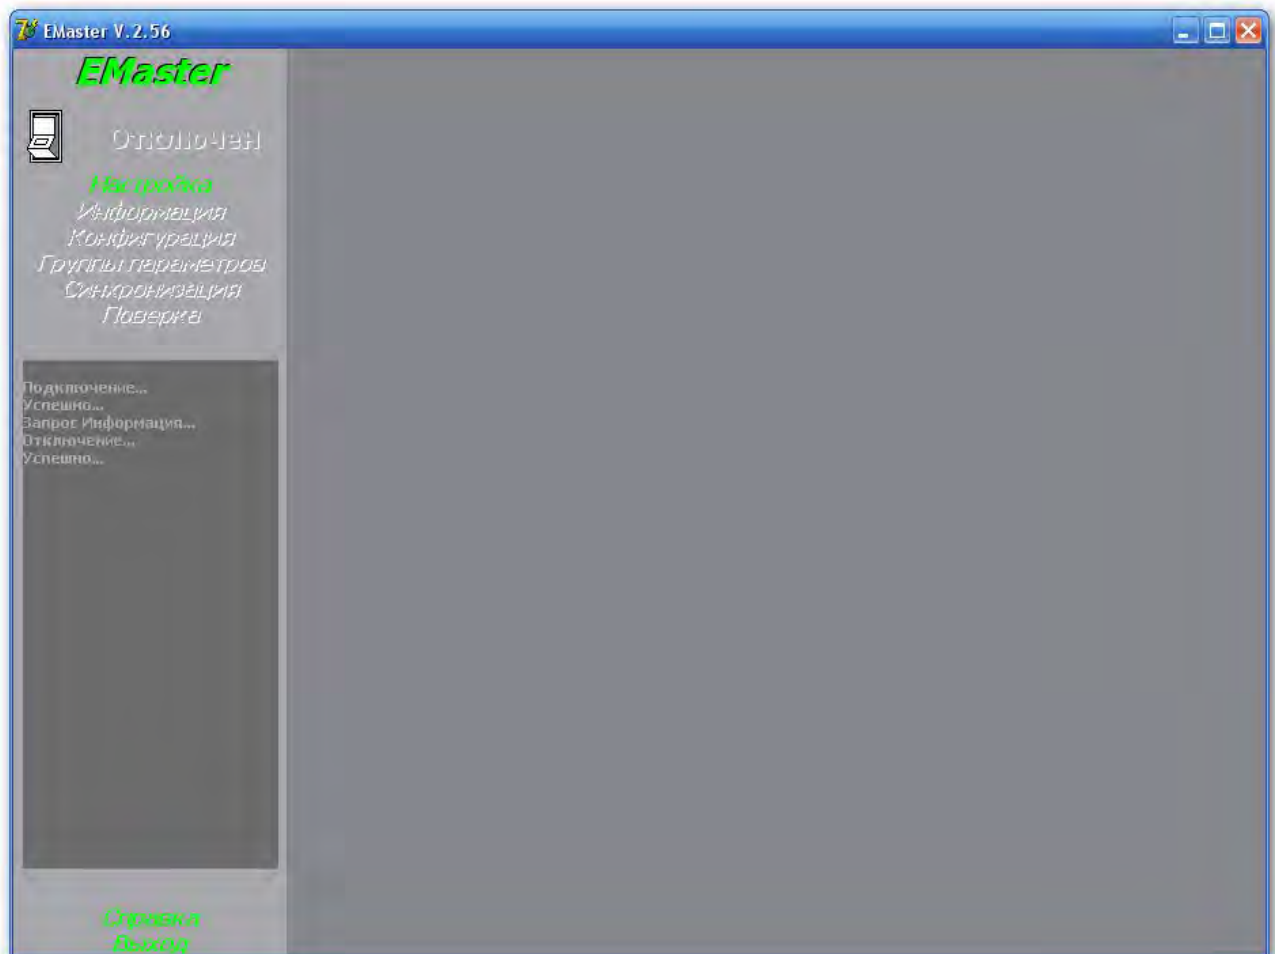 EMaster V.2.56
EMaster
Отключен
Настройка
Информация
Конфигурация
Группы параметров
Синхронизация
Поверка
Подключение...
Успешно...
Запрос Информация...
Отключение...
Успешно...
Справка
Выход